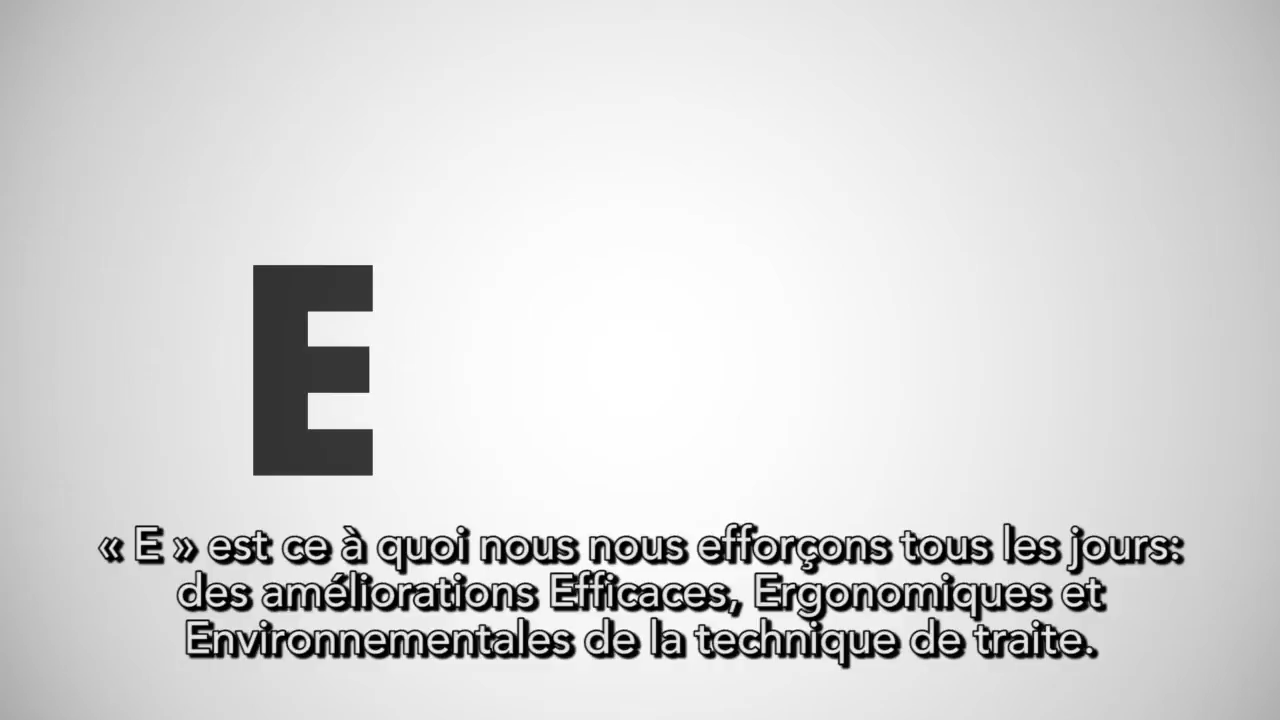 E
« E » est ce à quoi nous nous efforçons tous les jours:
des améliorations Efficaces, Ergonomiques et
Environnementales de la technique de traite.